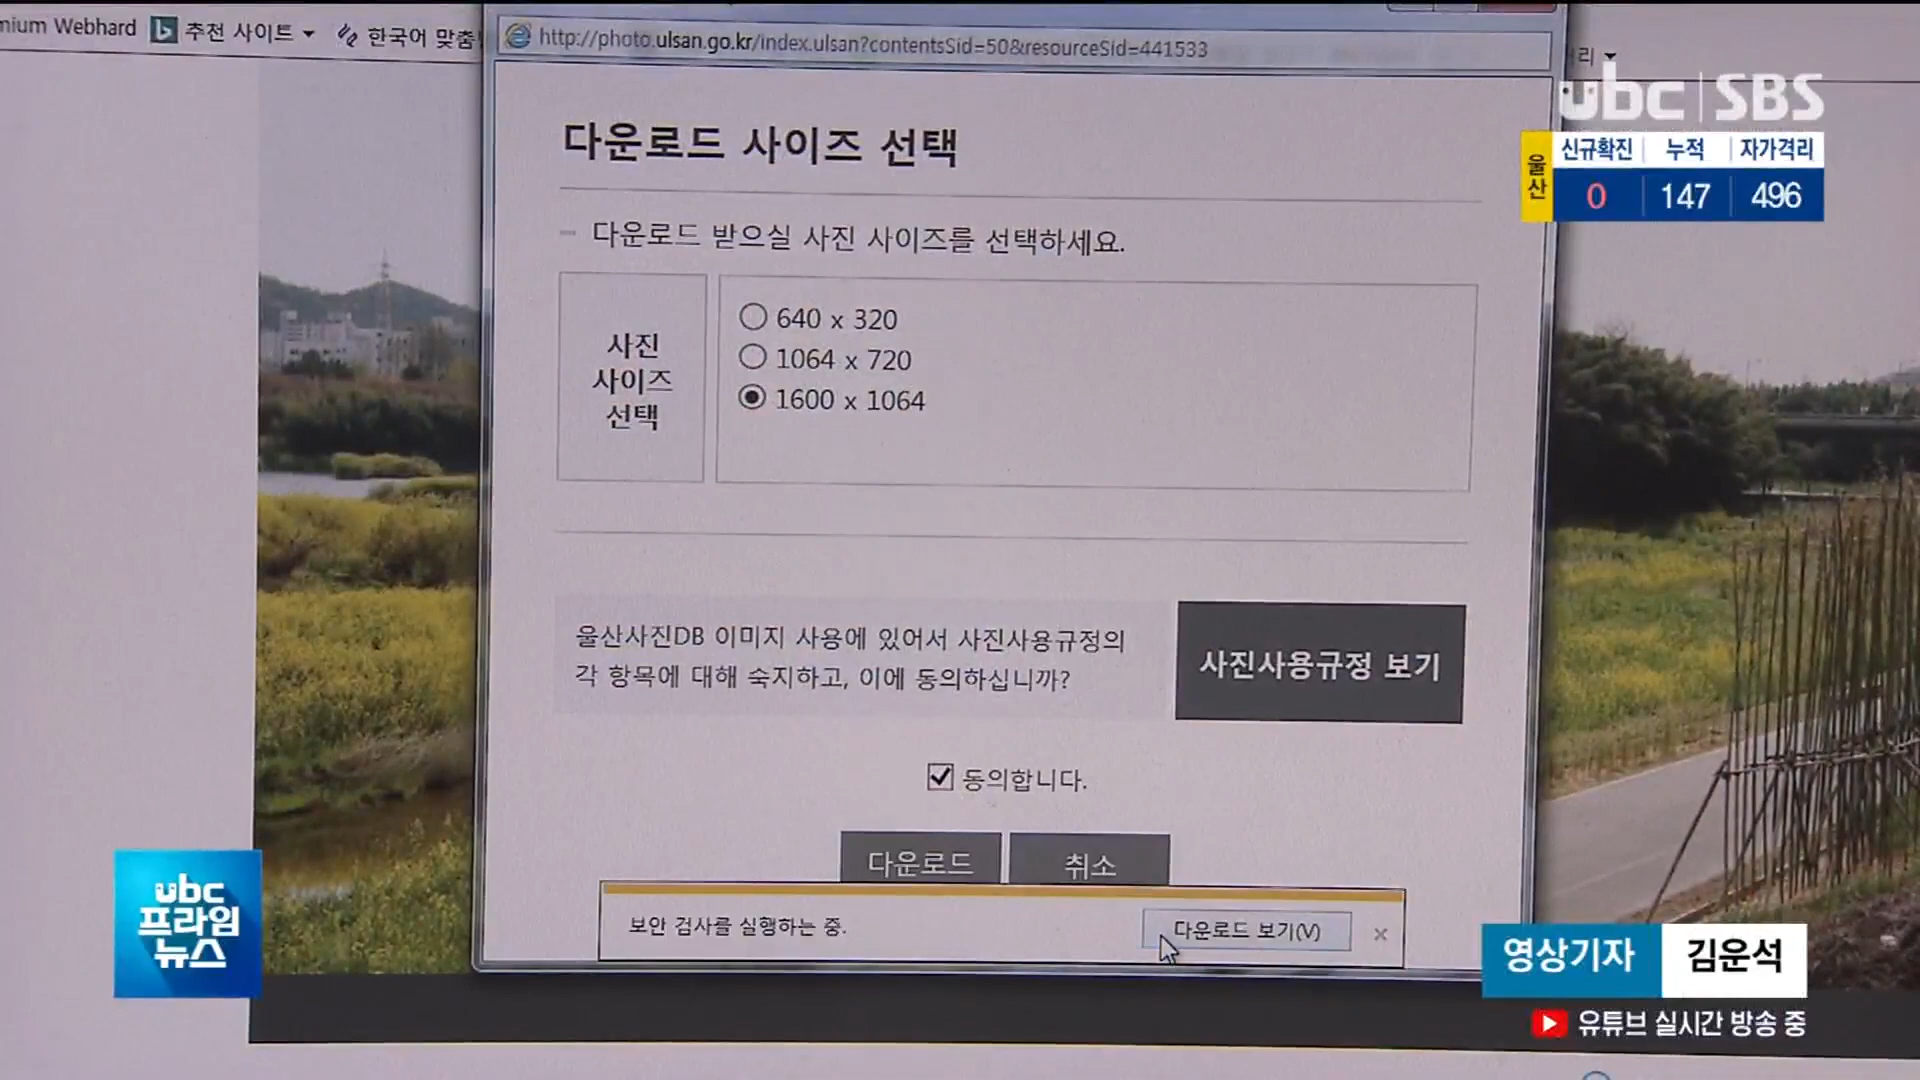 mium Webhard
추천 사이트
한국어 맞춤
http://photo.ulsan.go.kr/index.ulsan?contentsSid=50&resourceSid=441533
다운로드 사이즈 선택
다운로드 받으실 사진 사이즈를 선택하세요.
사진
사이즈
선택
640 x 320
1064 x 720
1600 x 1064
울산사진DB 이미지 사용에 있어서 사진사용규정의
각 항목에 대해 숙지하고, 이에 동의하십니까?
사진사용규정 보기
동의합니다.
다운로드
취소
보안 검사를 실행하는 중.
다운로드 보기(V)
ubc SBS
울산
신규확진 누적 자가격리
0 147 496
ubc
프라임
뉴스
영상기자 김운석
유튜브 실시간 방송 중